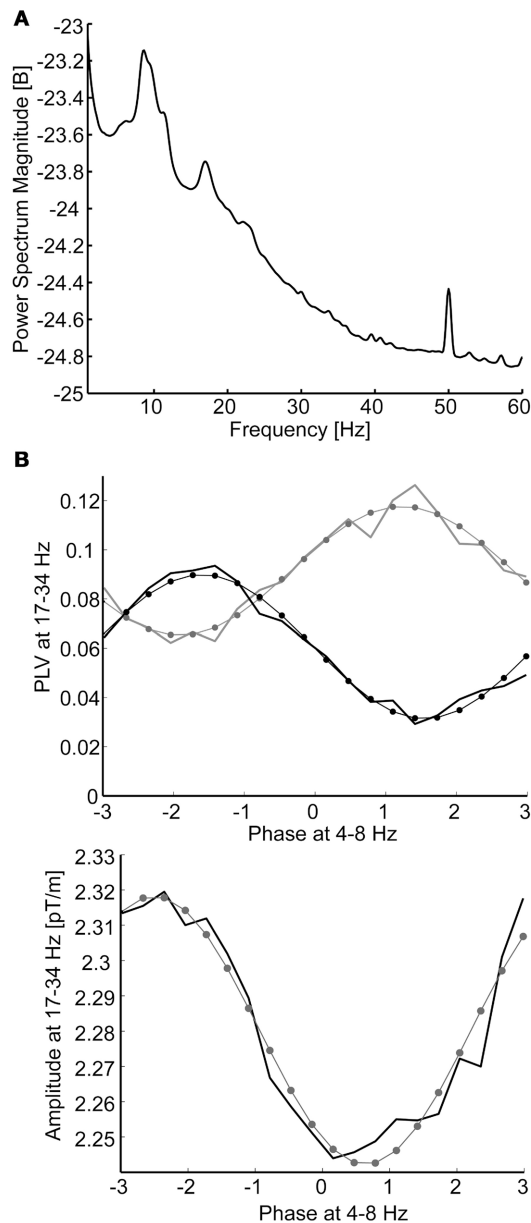 A
Power Spectrum Magnitude [B]
-23
-23.2
-23.4
-23.6
-23.8
-24
-24.2
-24.4
-24.6
-24.8
-25
10 20 30 40 50 60
Frequency [Hz]
B
PLV at 17-34 Hz
0.12
0.1
0.08
0.06
0.04
0.02
0
-3 -2 -1 0 1 2 3
Phase at 4-8 Hz
Amplitude at 17-34 Hz [pT/m]
2.33
2.32
2.31
2.3
2.29
2.28
2.27
2.26
2.25
-3 -2 -1 0 1 2 3
Phase at 4-8 Hz